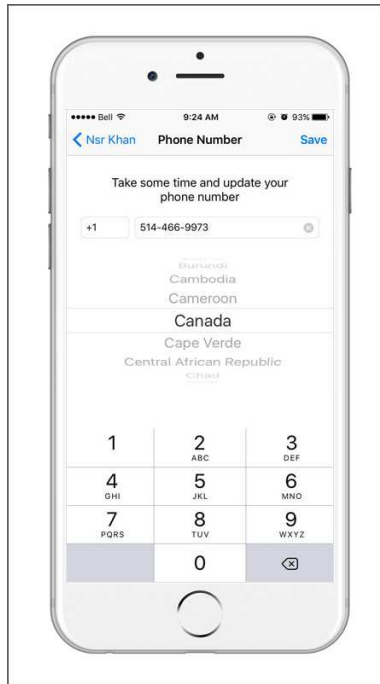 Bell 9:24 AM 93%
Nsr Khan Phone Number Save
Take some time and update your
phone number
+1 514-466-9973
Burundi
Cambodia
Cameroon
Canada
Cape Verde
Central African Republic
Chad
1 2 3
ABC DEF
4 5 6
GHI JKL MNO
7 8 9
PQRS TUV WXYZ
0